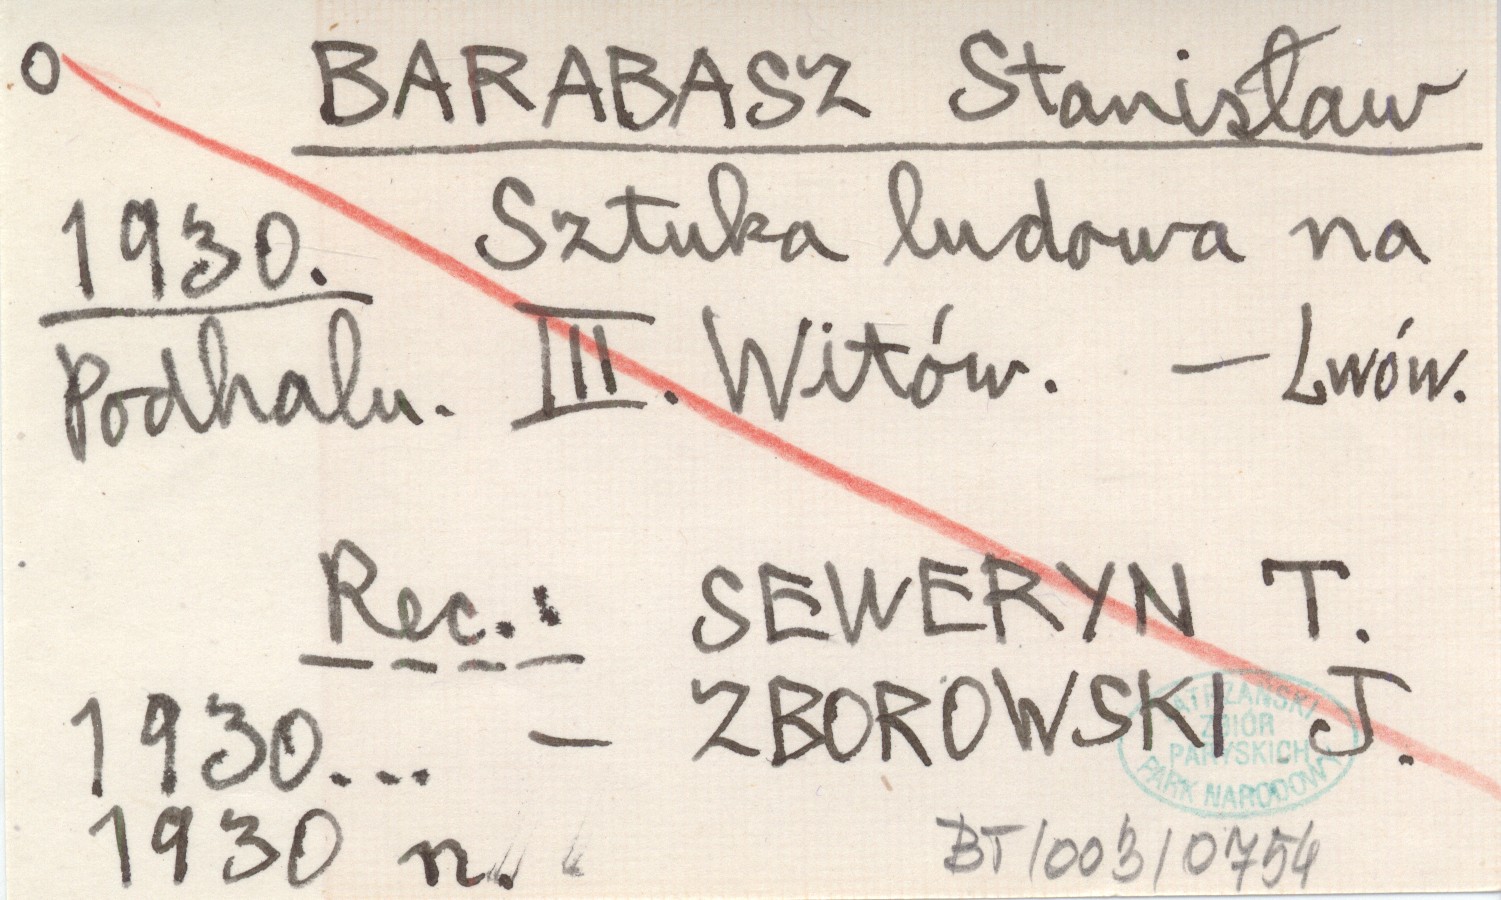 o BARABASZ Stanisław
1930. Sztuka ludowa na
Podhalu. III. Witów. — Lwów.
Rec.: SEWERYN T.
1930... — ZBOROWSKI J.
1930 n.
TATRZAŃSKI
ZBIÓR
PARYSKICH
PARK NARODOWY
BT/003/0754